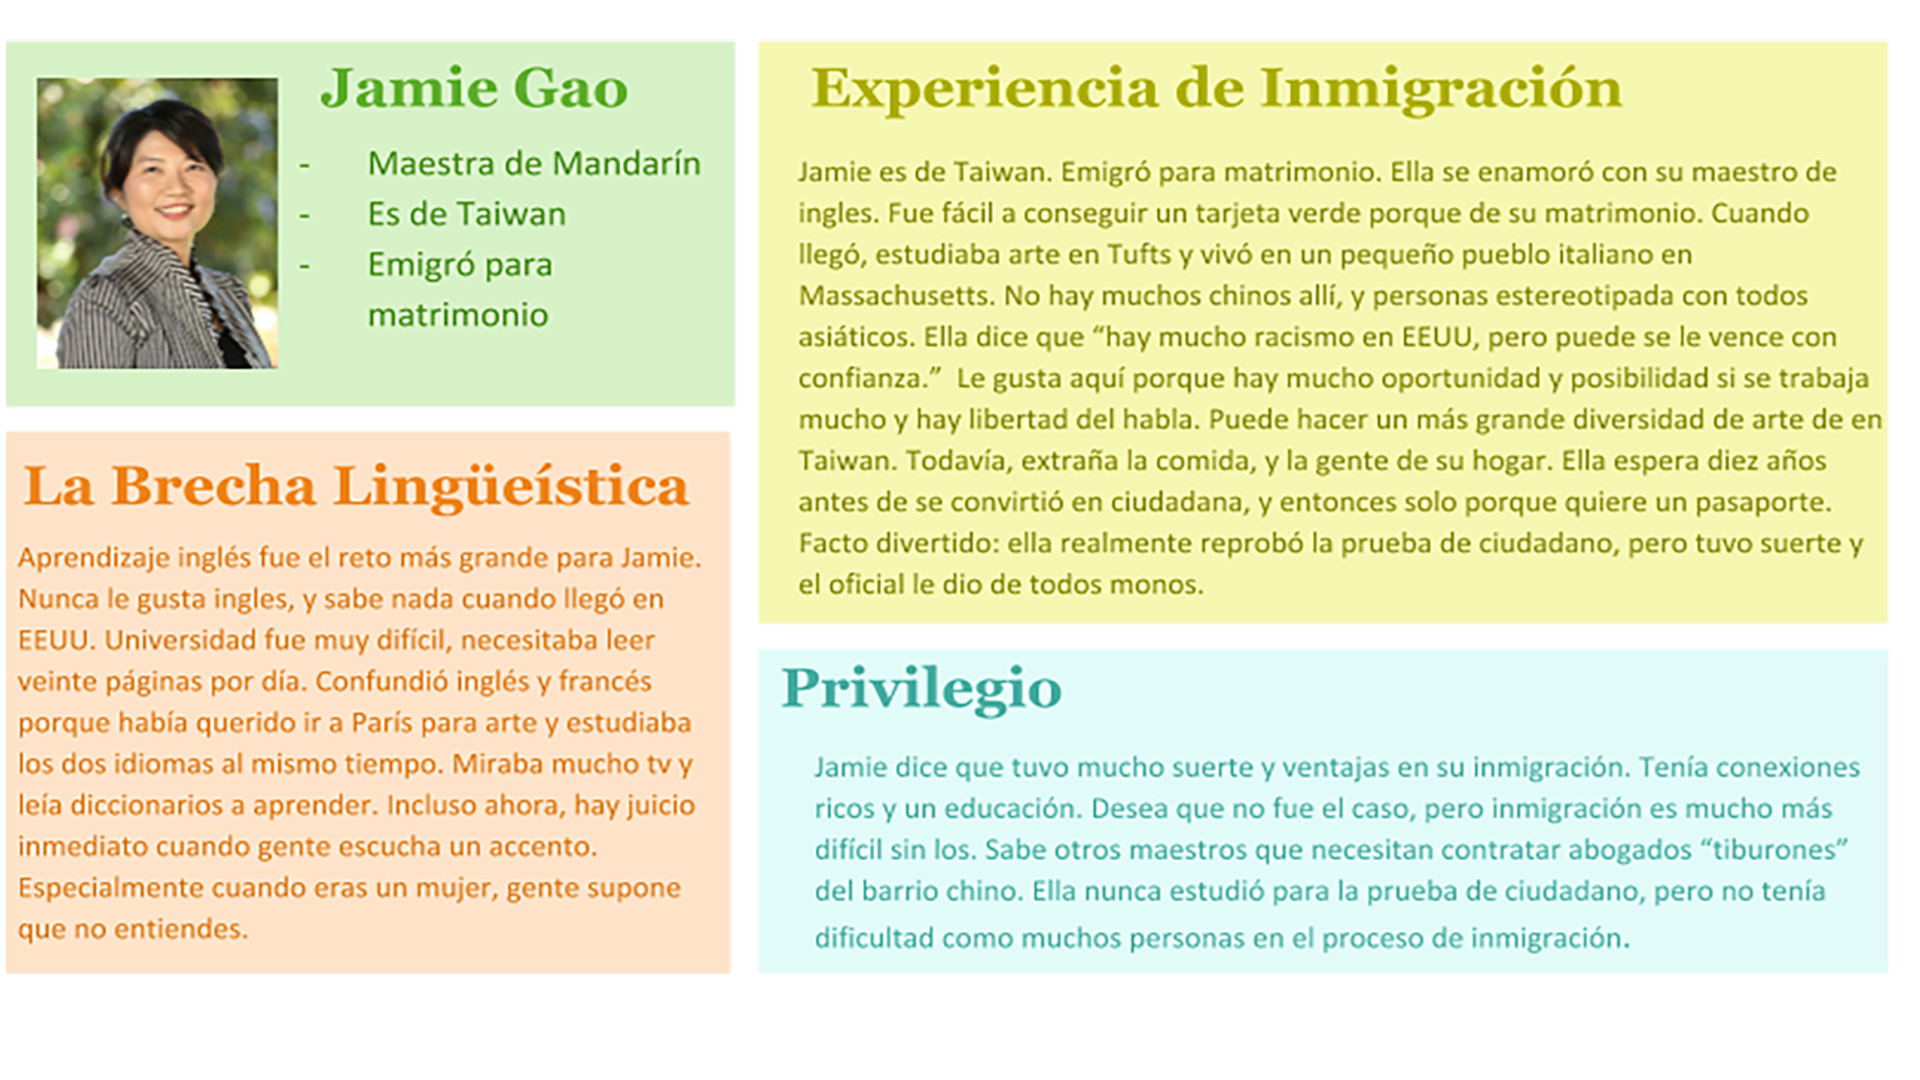 Jamie Gao
- Maestra de Mandarín
- Es de Taiwan
- Emigró para
matrimonio
La Brecha Lingüeística
Aprendizaje inglés fue el reto más grande para Jamie.
Nunca le gusta ingles, y sabe nada cuando llegó en
EEUU. Universidad fue muy difícil, necesitaba leer
veinte páginas por día. Confundió inglés y francés
porque había querido ir a París para arte y estudiaba
los dos idiomas al mismo tiempo. Miraba mucho tv y
leía diccionarios a aprender. Incluso ahora, hay juicio
inmediato cuando gente escucha un accento.
Especialmente cuando eras un mujer, gente supone
que no entiendes.
Experiencia de Inmigración
Jamie es de Taiwan. Emigró para matrimonio. Ella se enamoró con su maestro de
ingles. Fue fácil a conseguir un tarjeta verde porque de su matrimonio. Cuando
llegó, estudiaba arte en Tufts y vivó en un pequeño pueblo italiano en
Massachusetts. No hay muchos chinos allí, y personas estereotipada con todos
asiáticos. Ella dice que “hay mucho racismo en EEUU, pero puede se le vence con
confianza.” Le gusta aquí porque hay mucho oportunidad y posibilidad si se trabaja
mucho y hay libertad del habla. Puede hacer un más grande diversidad de arte de en
Taiwan. Todavía, extraña la comida, y la gente de su hogar. Ella espera diez años
antes de se convirtió en ciudadana, y entonces solo porque quiere un pasaporte.
Facto divertido: ella realmente reprobó la prueba de ciudadano, pero tuvo suerte y
el oficial le dio de todos monos.
Privilegio
Jamie dice que tuvo mucho suerte y ventajas en su inmigración. Tenía conexiones
ricos y un educación. Desea que no fue el caso, pero inmigración es mucho más
difícil sin los. Sabe otros maestros que necesitan contratar abogados “tiburones”
del barrio chino. Ella nunca estudió para la prueba de ciudadano, pero no tenía
dificultad como muchos personas en el proceso de inmigración.